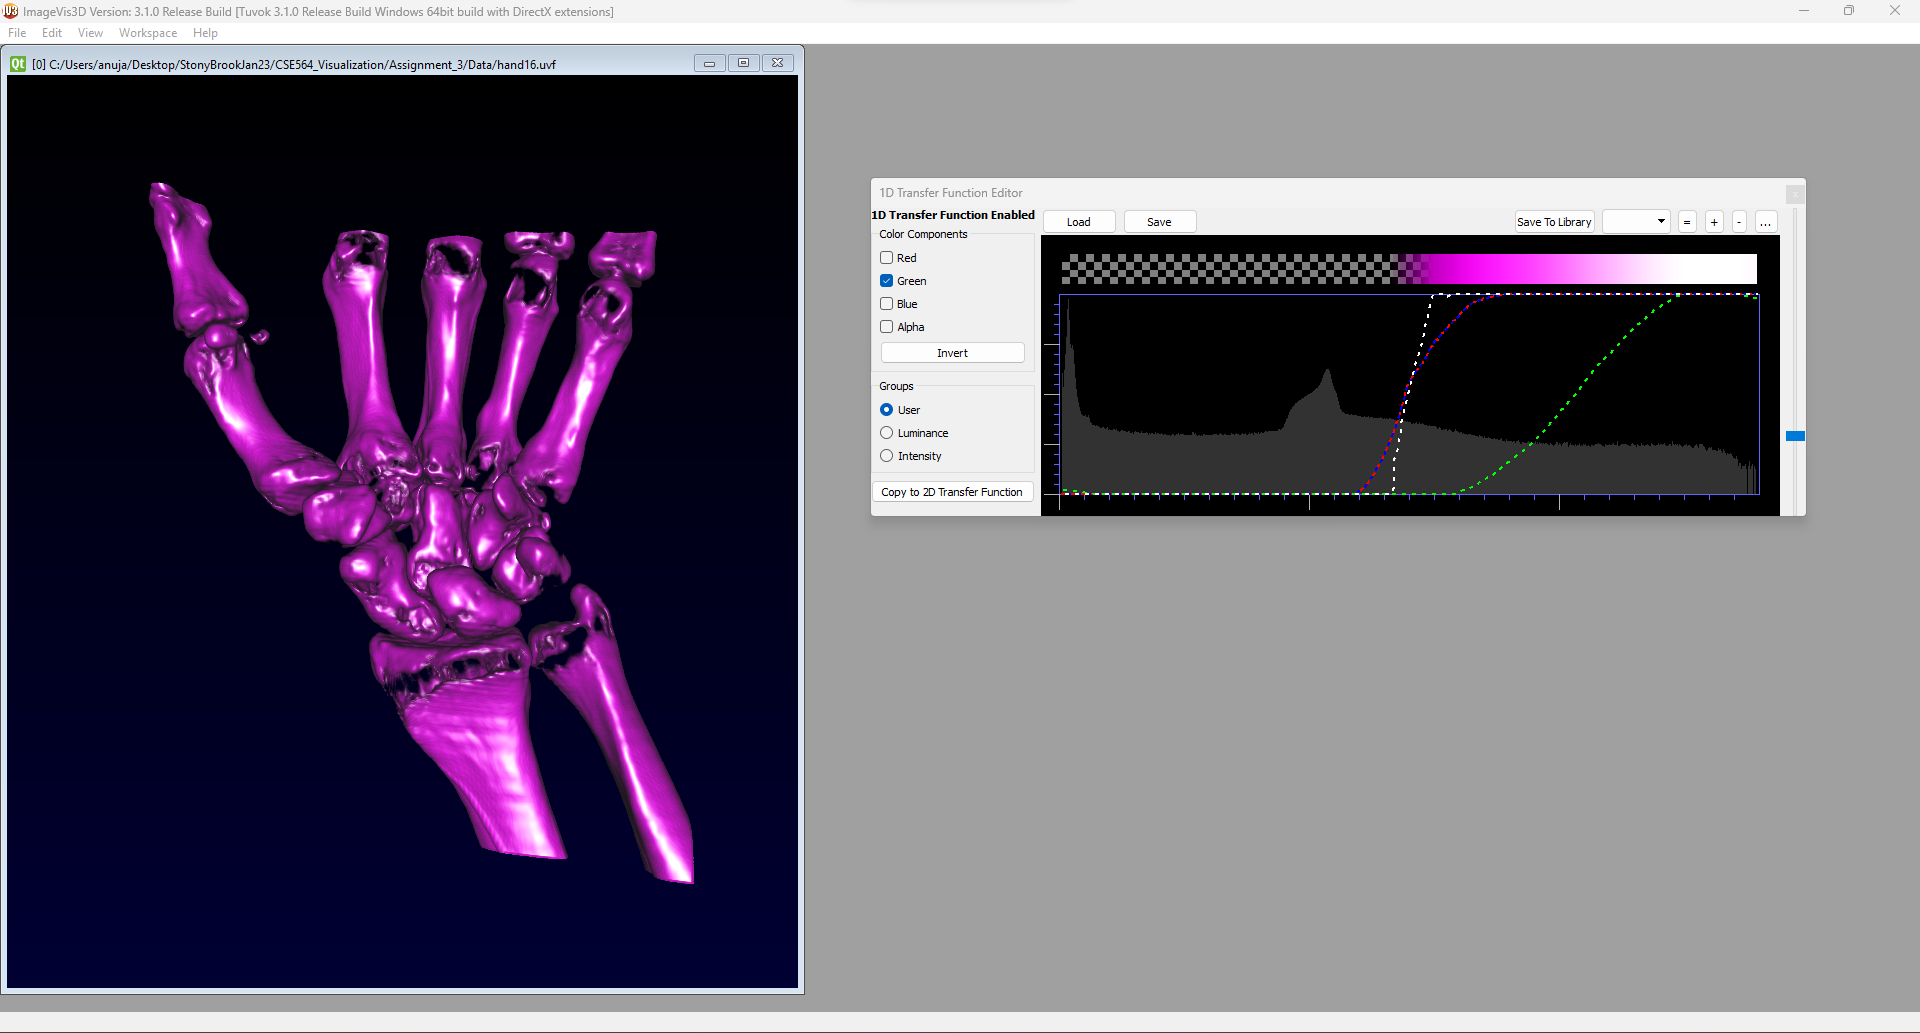 ImageVis3D Version: 3.1.0 Release Build [Tuvok 3.1.0 Release Build Windows 64bit build with DirectX extensions]
File Edit View Workspace Help
Qt [0] C:/Users/anuja/Desktop/StonyBrookJan23/CSE564_Visualization/Assignment_3/Data/hand16.uvf
1D Transfer Function Editor
1D Transfer Function Enabled
Load Save Save To Library = + - ...
Color Components
Red
Green
Blue
Alpha
Invert
Groups
User
Luminance
Intensity
Copy to 2D Transfer Function